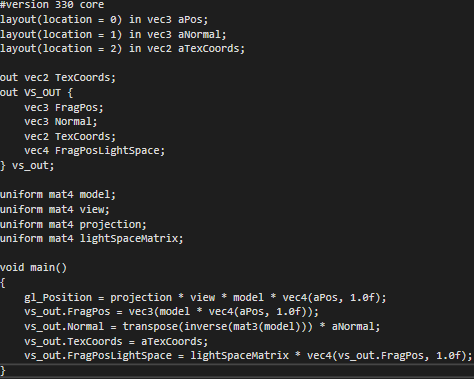 #version 330 core
layout(location = 0) in vec3 aPos;
layout(location = 1) in vec3 aNormal;
layout(location = 2) in vec2 aTexCoords;
out vec2 TexCoords;
out VS_OUT {
    vec3 FragPos;
    vec3 Normal;
    vec2 TexCoords;
    vec4 FragPosLightSpace;
} vs_out;
uniform mat4 model;
uniform mat4 view;
uniform mat4 projection;
uniform mat4 lightSpaceMatrix;
void main()
{
    gl_Position = projection * view * model * vec4(aPos, 1.0f);
    vs_out.FragPos = vec3(model * vec4(aPos, 1.0f));
    vs_out.Normal = transpose(inverse(mat3(model))) * aNormal;
    vs_out.TexCoords = aTexCoords;
    vs_out.FragPosLightSpace = lightSpaceMatrix * vec4(vs_out.FragPos, 1.0f);
}